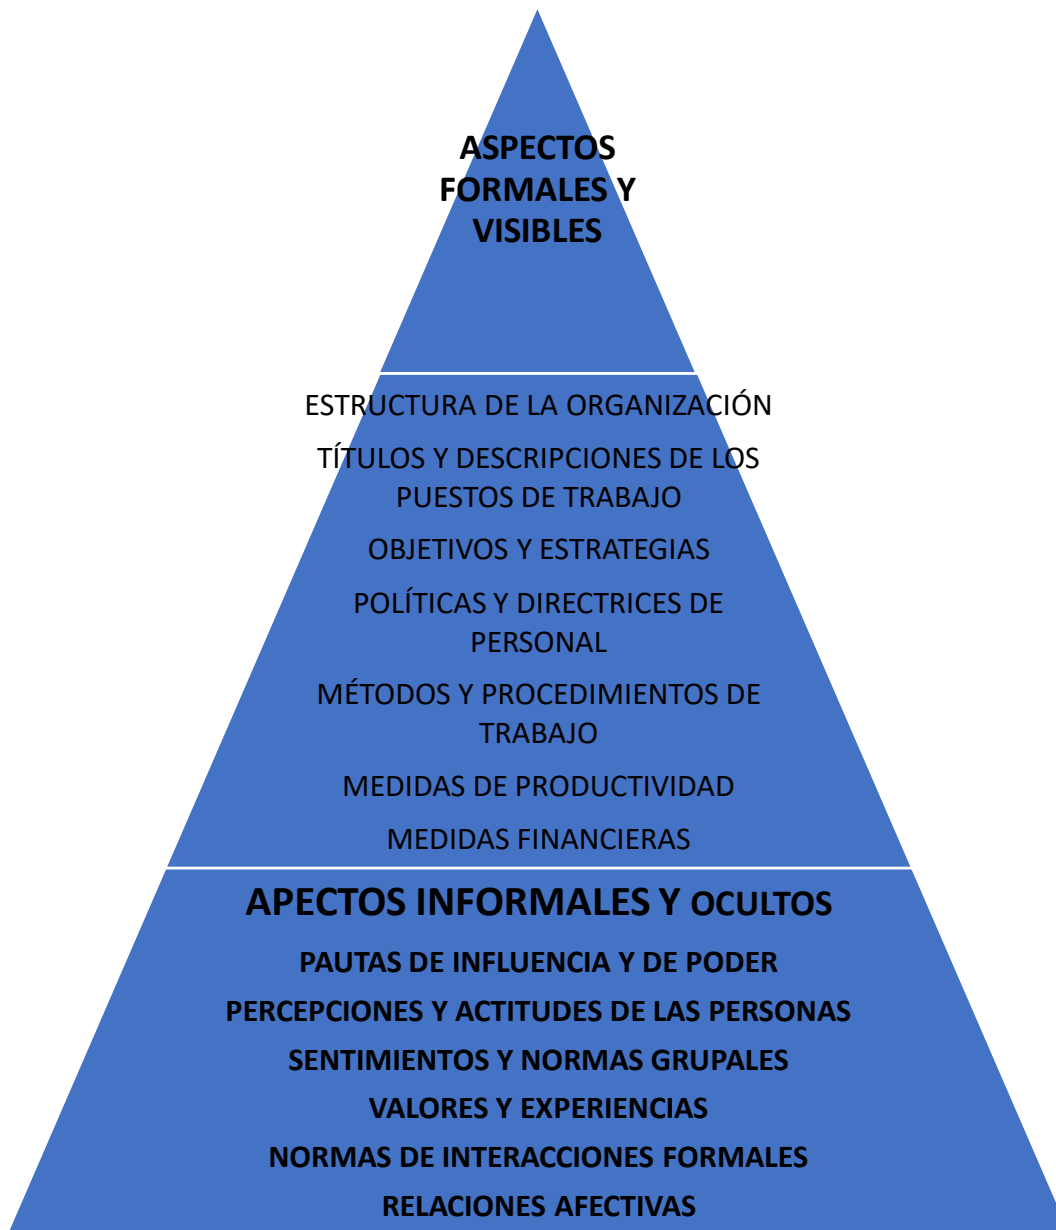 ASPECTOS
FORMALES Y
VISIBLES
ESTRUCTURA DE LA ORGANIZACIÓN
TÍTULOS Y DESCRIPCIONES DE LOS
PUESTOS DE TRABAJO
OBJETIVOS Y ESTRATEGIAS
POLÍTICAS Y DIRECTRICES DE
PERSONAL
MÉTODOS Y PROCEDIMIENTOS DE
TRABAJO
MEDIDAS DE PRODUCTIVIDAD
MEDIDAS FINANCIERAS
APECTOS INFORMALES Y OCULTOS
PAUTAS DE INFLUENCIA Y DE PODER
PERCEPCIONES Y ACTITUDES DE LAS PERSONAS
SENTIMIENTOS Y NORMAS GRUPALES
VALORES Y EXPERIENCIAS
NORMAS DE INTERACCIONES FORMALES
RELACIONES AFECTIVAS